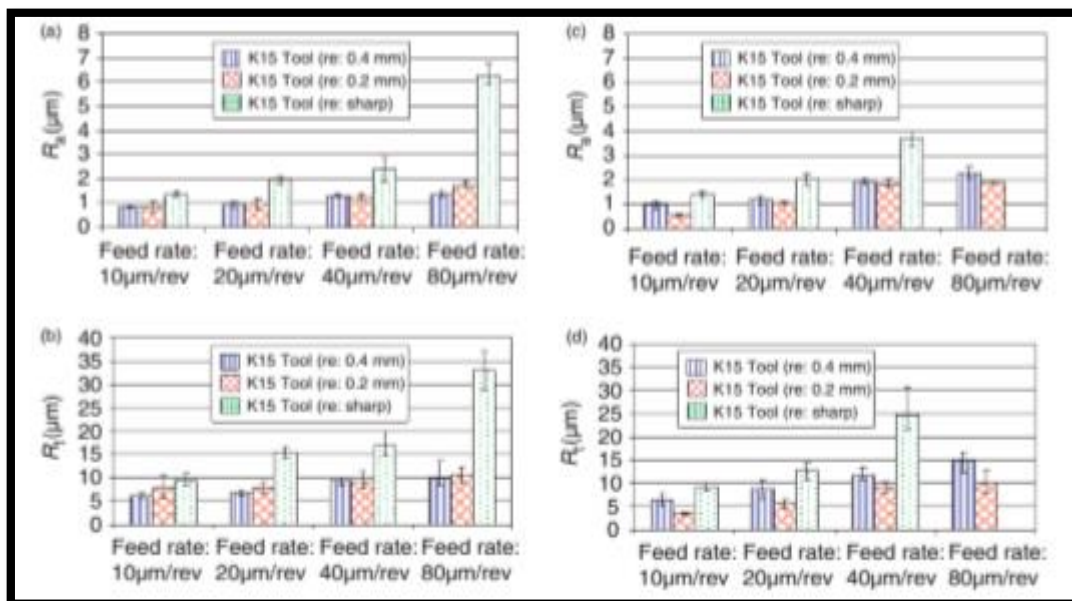 (a)
8
7
6
5
4
3
2
1
0
Ra(µm)
K15 Tool (re: 0.4 mm)
K15 Tool (re: 0.2 mm)
K15 Tool (re: sharp)
Feed rate: Feed rate: Feed rate: Feed rate:
10µm/rev 20µm/rev 40µm/rev 80µm/rev
(c)
8
7
6
5
4
3
2
1
0
Ra(µm)
K15 Tool (re: 0.4 mm)
K15 Tool (re: 0.2 mm)
K15 Tool (re: sharp)
Feed rate: Feed rate: Feed rate: Feed rate:
10µm/rev 20µm/rev 40µm/rev 80µm/rev
(b)
40
35
30
25
20
15
10
5
0
Rt(µm)
K15 Tool (re: 0.4 mm)
K15 Tool (re: 0.2 mm)
K15 Tool (re: sharp)
Feed rate: Feed rate: Feed rate: Feed rate:
10µm/rev 20µm/rev 40µm/rev 80µm/rev
(d)
40
35
30
25
20
15
10
5
0
Rt(µm)
K15 Tool (re: 0.4 mm)
K15 Tool (re: 0.2 mm)
K15 Tool (re: sharp)
Feed rate: Feed rate: Feed rate: Feed rate:
10µm/rev 20µm/rev 40µm/rev 80µm/rev